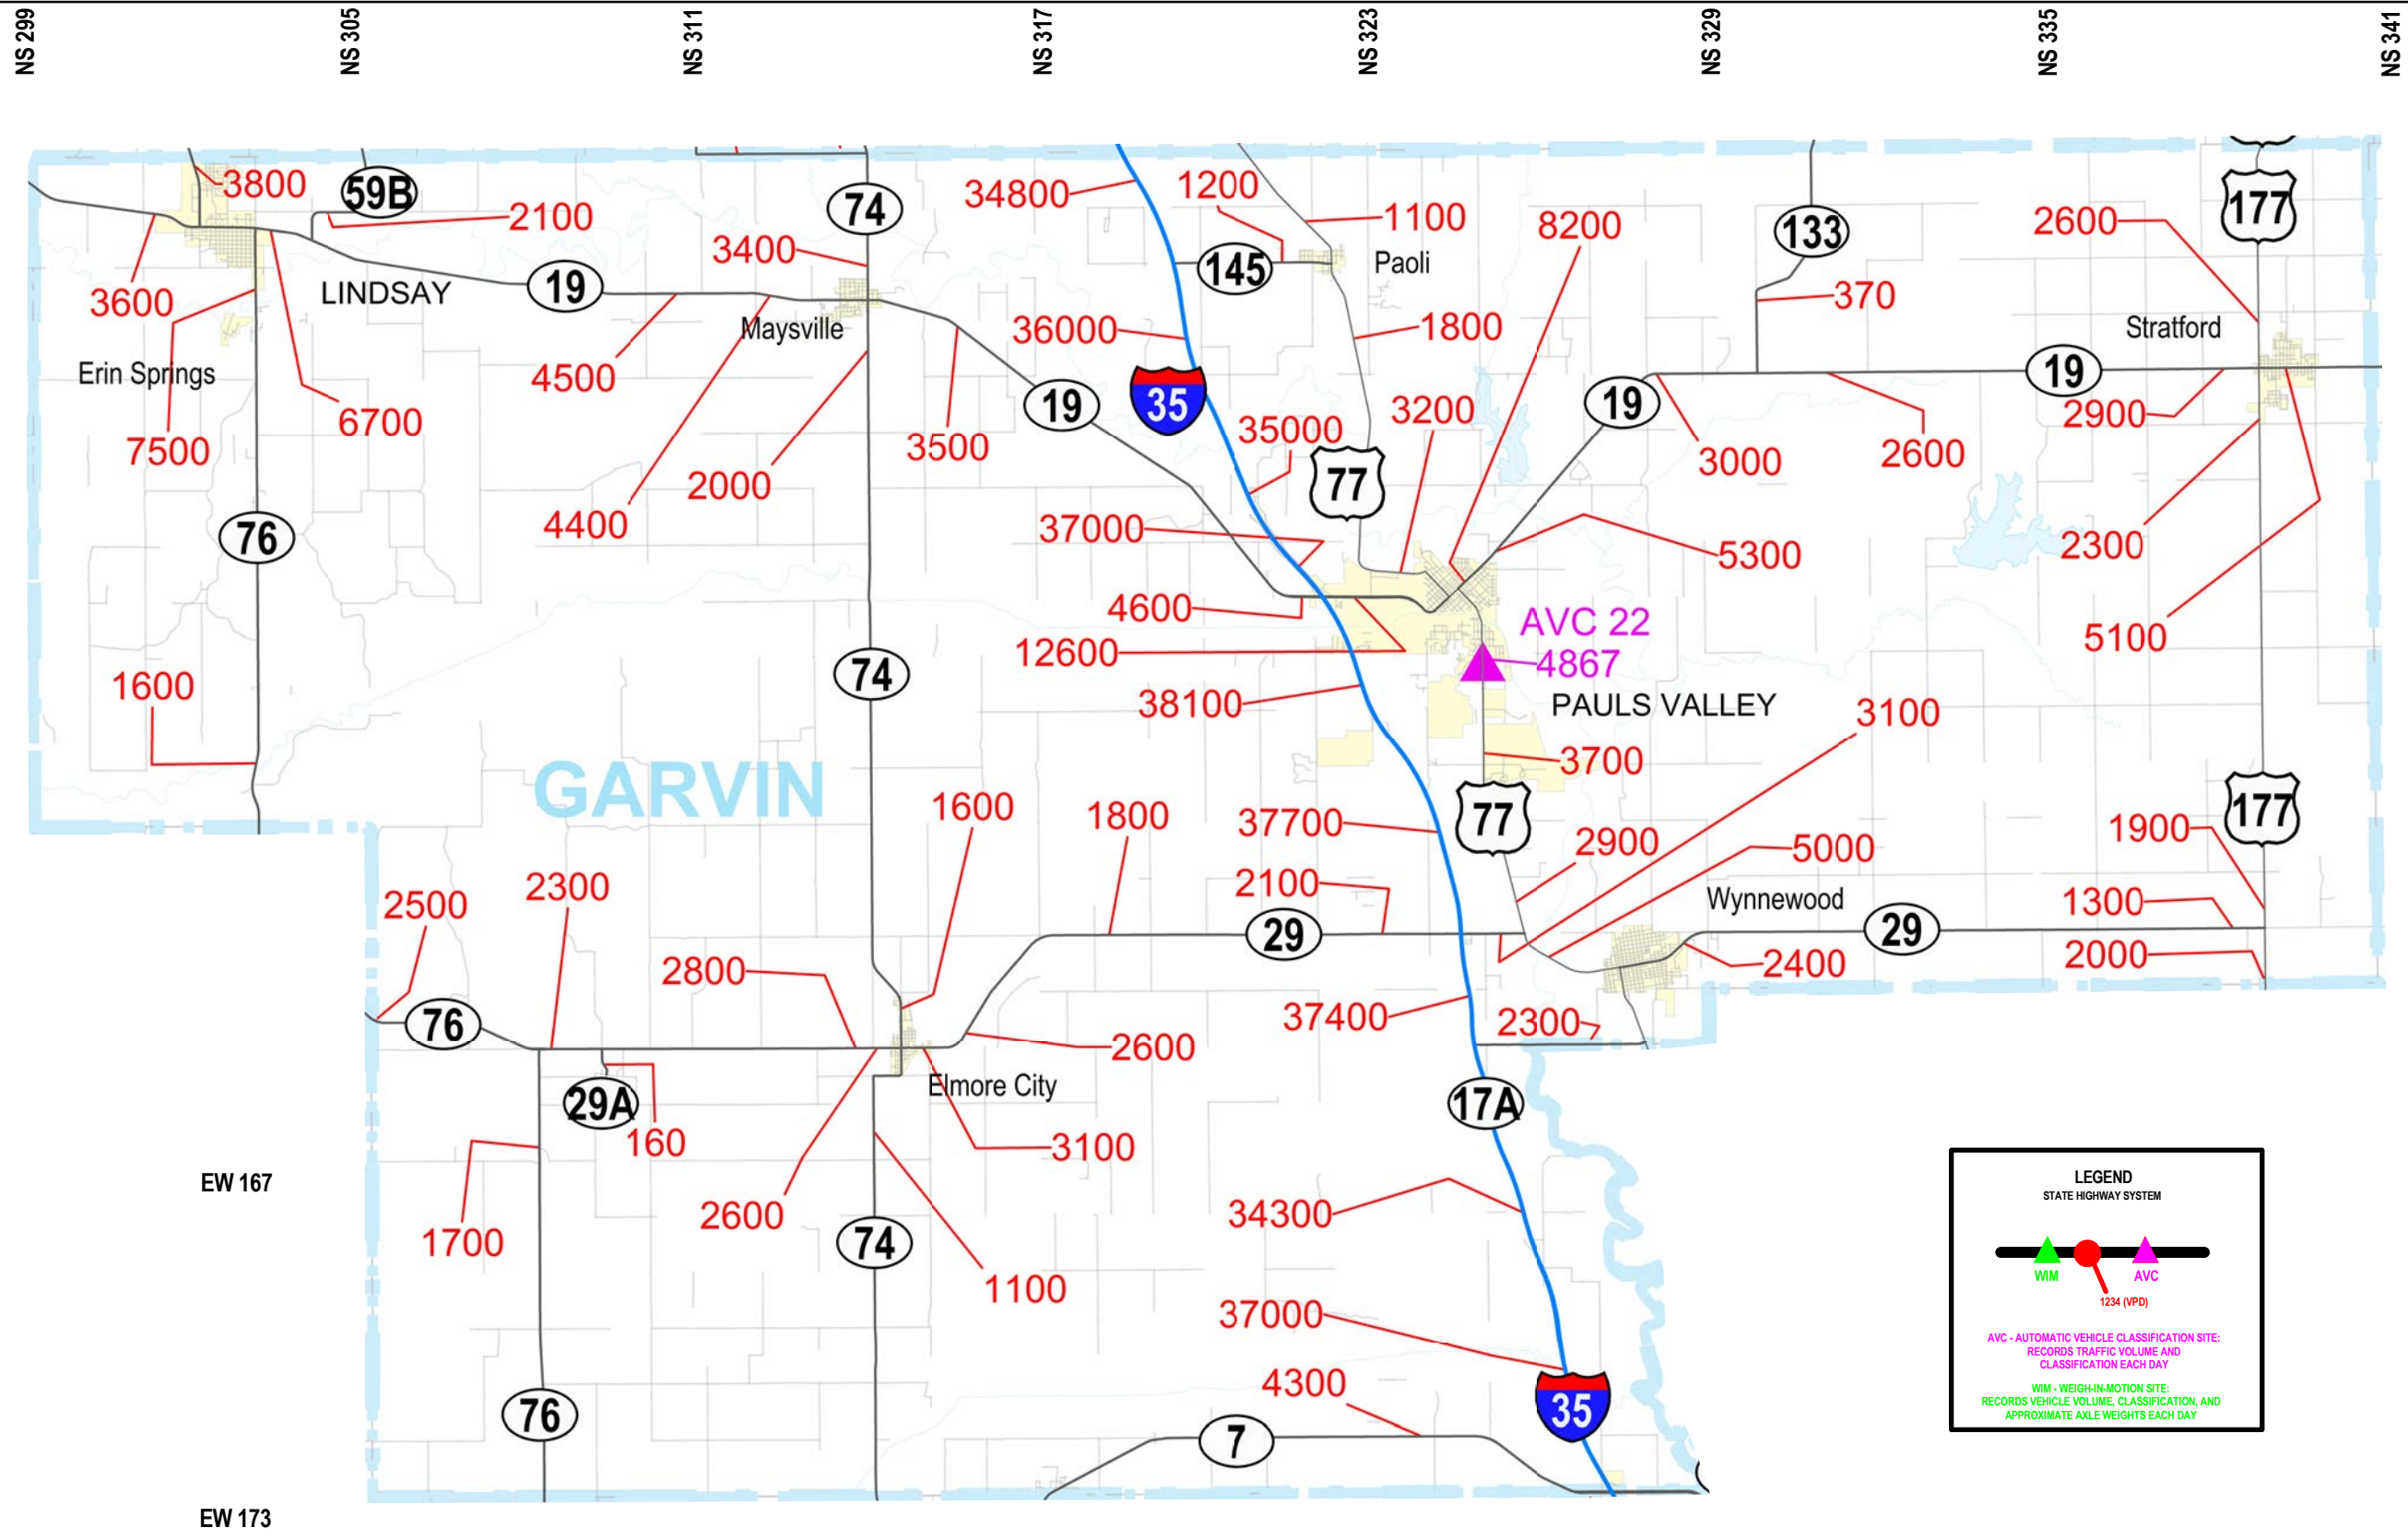 NS 299
NS 305
NS 311
NS 317
NS 323
NS 329
NS 335
NS 341
3800
59B
2100
74
34800
1200
1100
8200
133
2600
177
3600
LINDSAY
19
3400
Maysville
145
Paoli
36000
1800
370
Stratford
Erin Springs
7500
6700
4500
4400
2000
3500
19
35
35000
3200
77
19
3000
2600
19
2900
2300
5100
76
37000
5300
4600
12600
AVC 22
4867
PAULS VALLEY
38100
74
1600
3700
3100
GARVIN
1600
1800
37700
77
2900
5000
1900
177
2500
2300
2100
29
Wynnewood
29
1300
2800
2400
2000
76
37400
2300
2600
29A
160
Elmore City
3100
17A
EW 167
1700
2600
74
1100
34300
37000
4300
76
7
35
EW 173
LEGEND
STATE HIGHWAY SYSTEM
WIM
AVC
1234 (VPD)
AVC - AUTOMATIC VEHICLE CLASSIFICATION SITE:
RECORDS TRAFFIC VOLUME AND
CLASSIFICATION EACH DAY
WIM - WEIGH-IN-MOTION SITE:
RECORDS VEHICLE VOLUME, CLASSIFICATION, AND
APPROXIMATE AXLE WEIGHTS EACH DAY